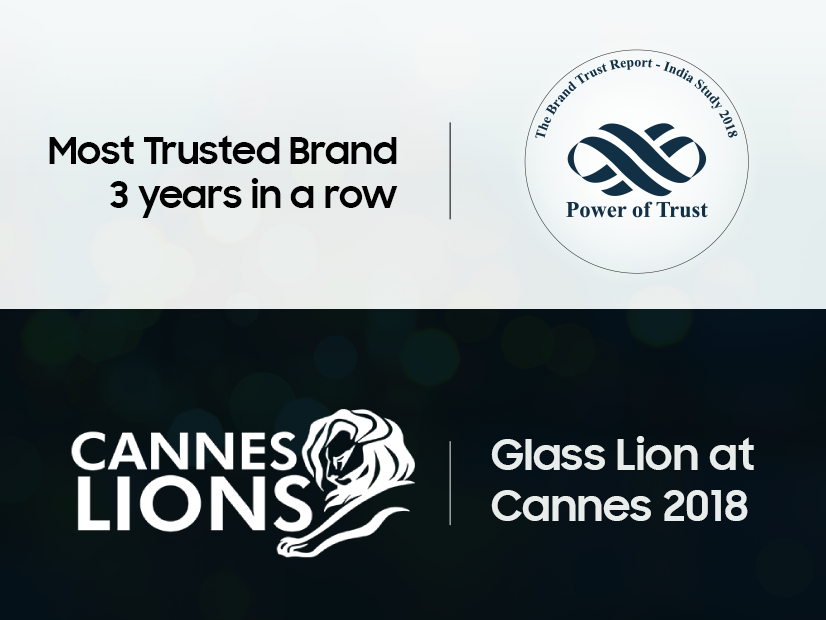 Most Trusted Brand
3 years in a row
The Brand Trust Report - India Study 2018
Power of Trust
CANNES
LIONS
Glass Lion at
Cannes 2018